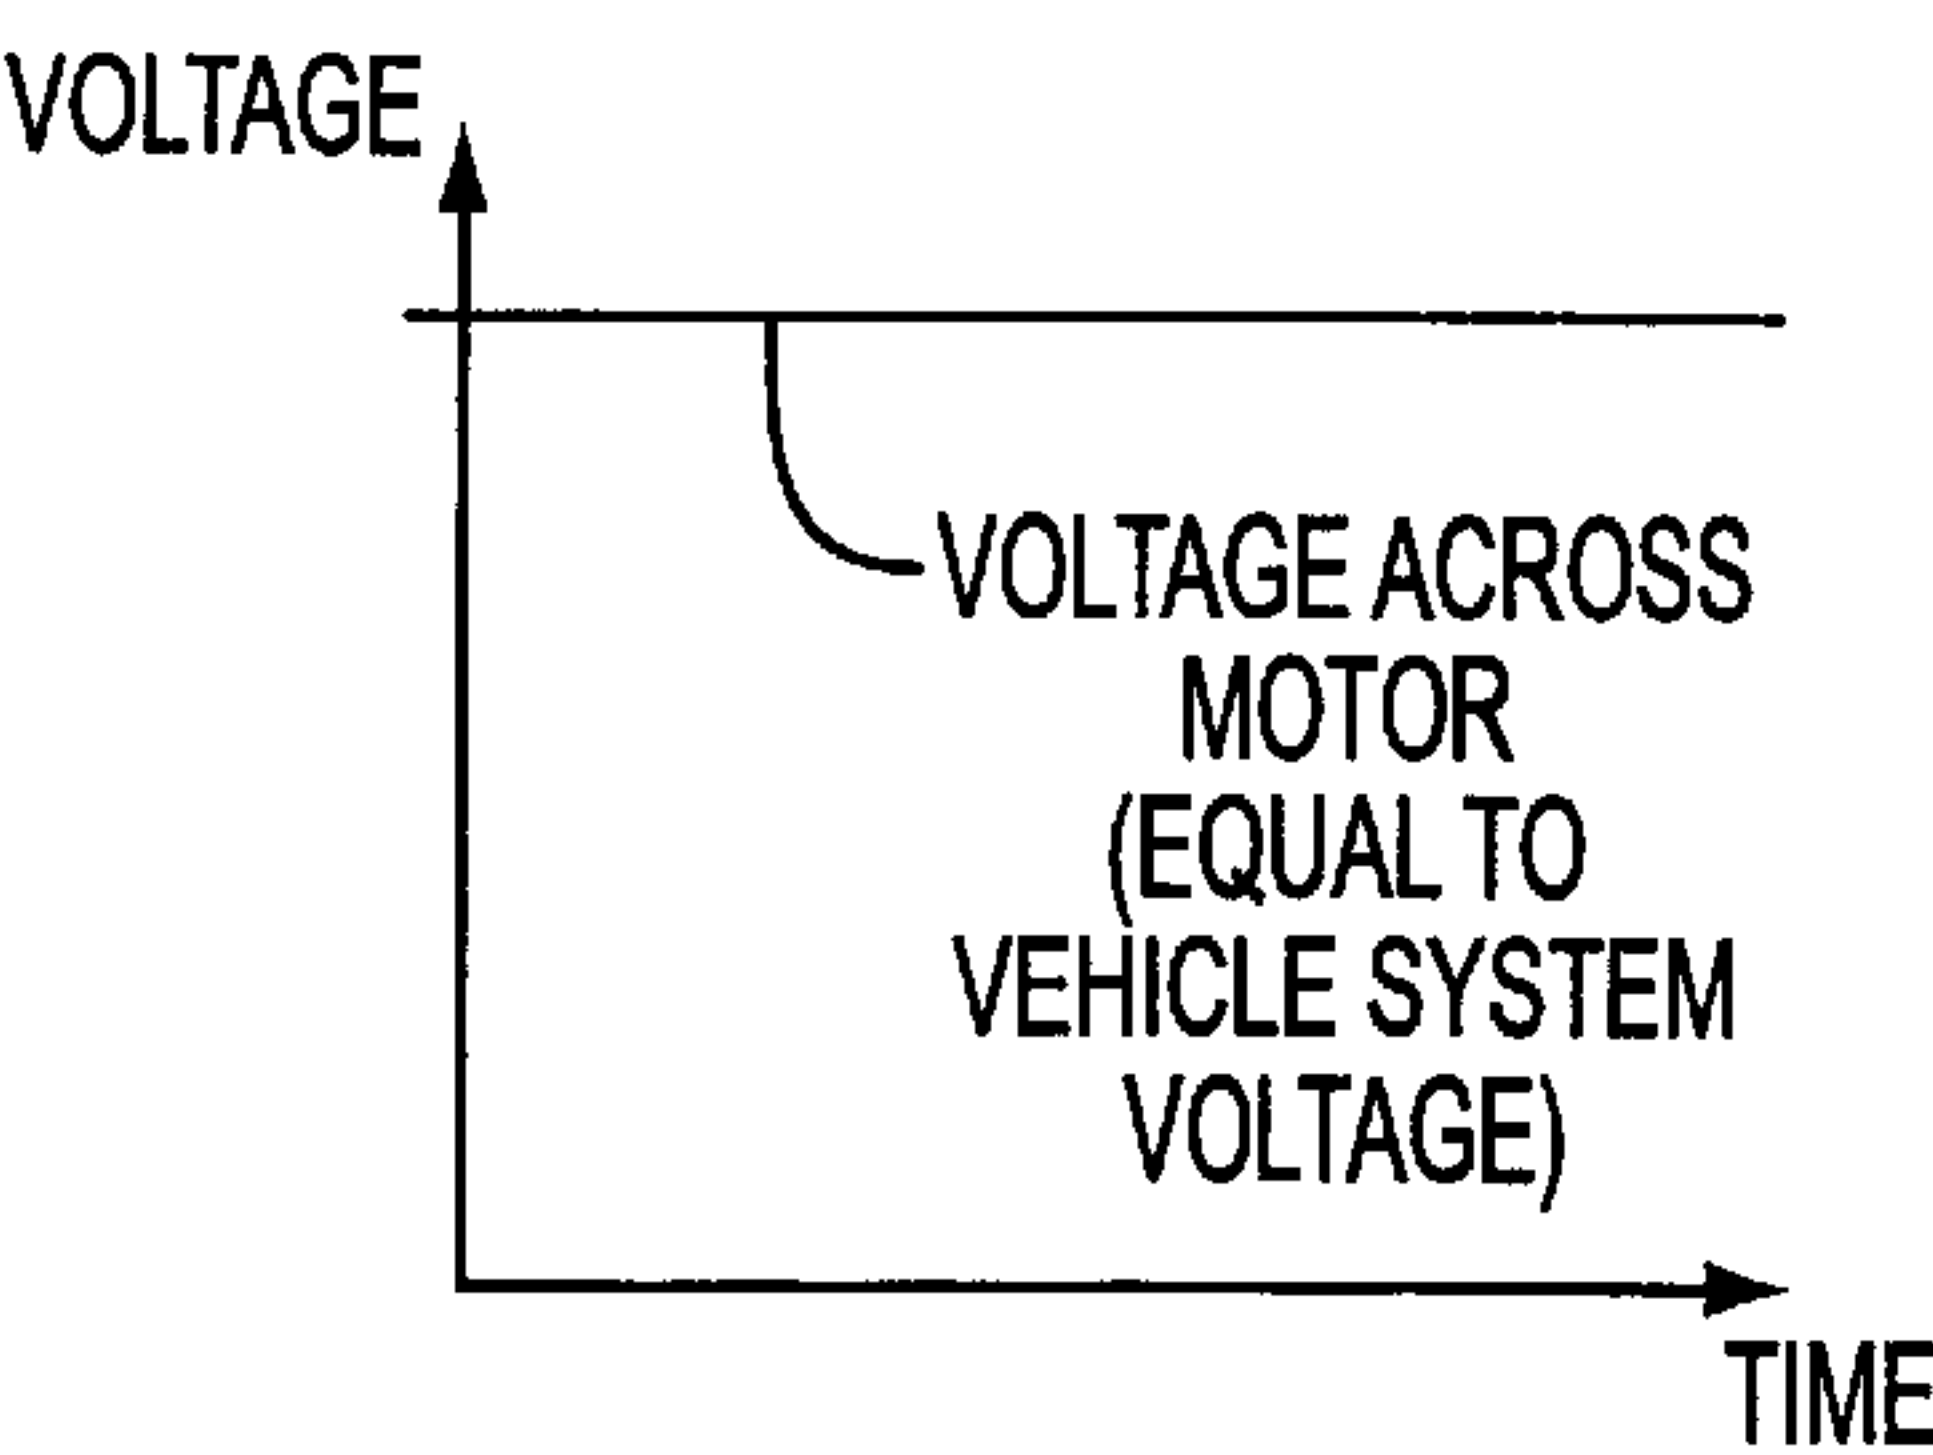 VOLTAGE
VOLTAGE ACROSS
MOTOR
(EQUAL TO
VEHICLE SYSTEM
VOLTAGE)
TIME